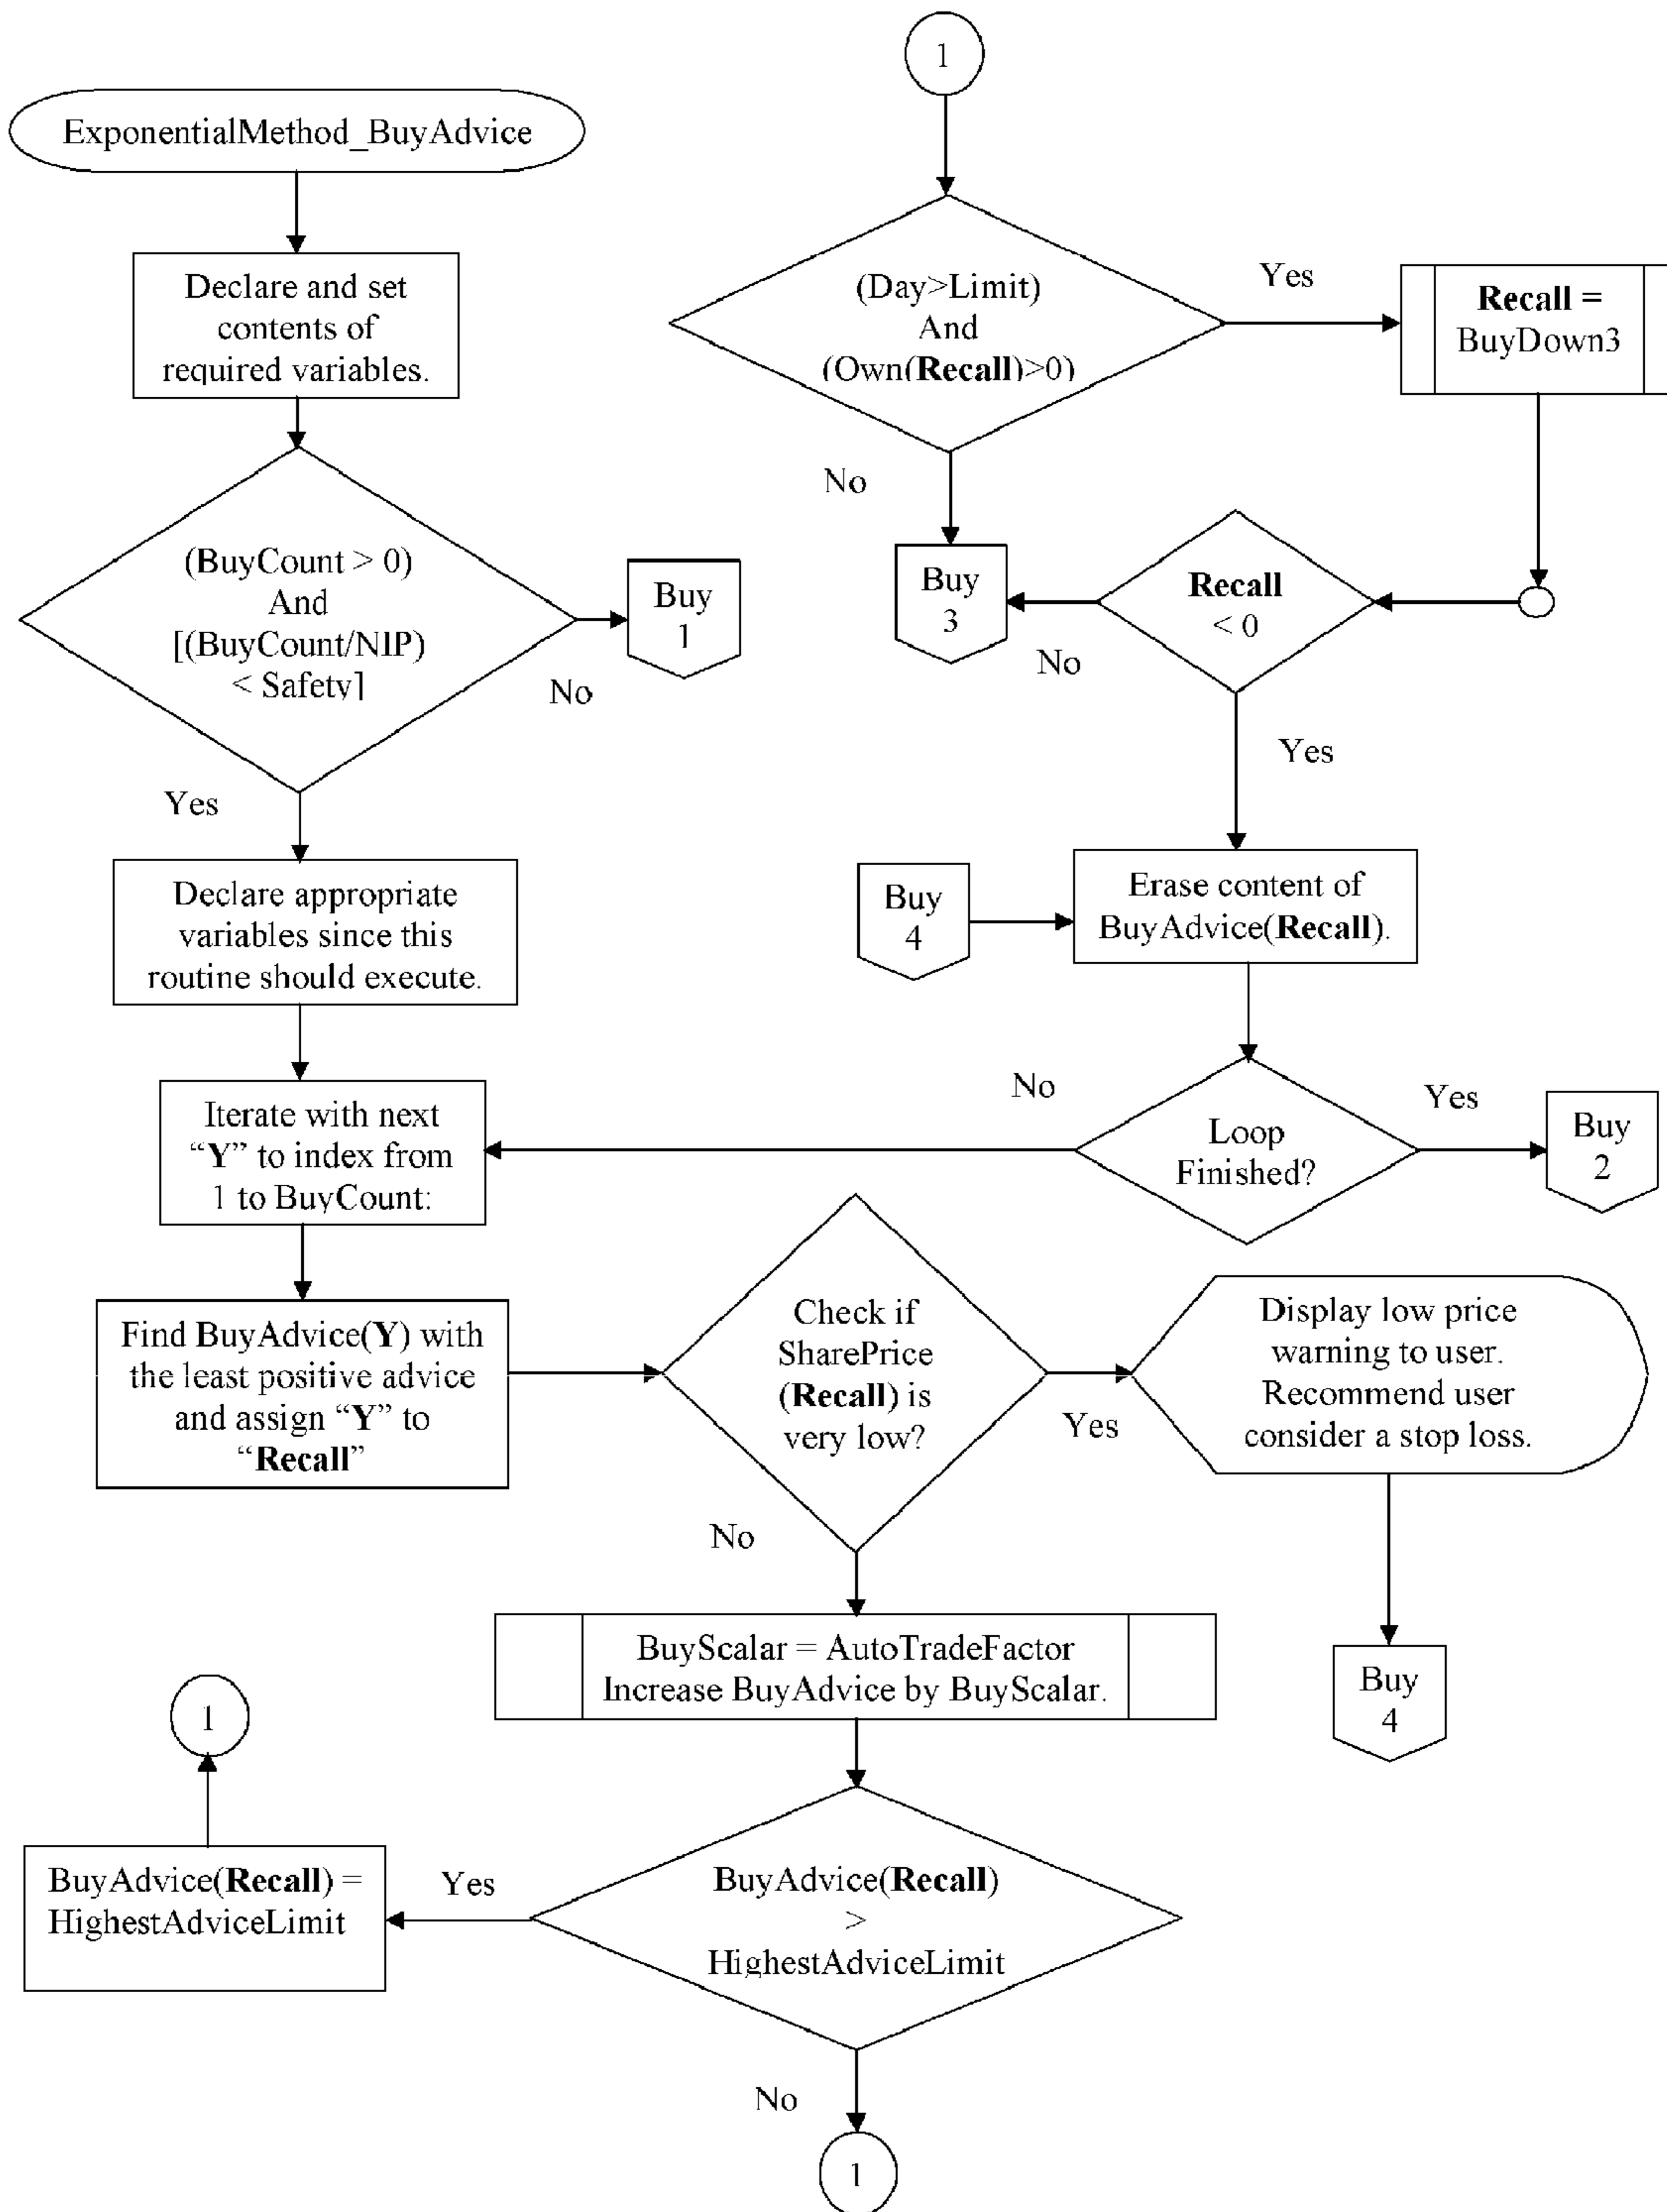 ExponentialMethod_BuyAdvice
Declare and set
contents of
required variables.
(BuyCount > 0)
And
[(BuyCount/NIP)
< Safety]
No
Buy
1
Yes
Declare appropriate
variables since this
routine should execute.
Iterate with next
“Y” to index from
1 to BuyCount:
Find BuyAdvice(Y) with
the least positive advice
and assign “Y” to
“Recall”
Check if
SharePrice
(Recall) is
very low?
Yes
Display low price
warning to user.
Recommend user
consider a stop loss.
Buy
4
No
BuyScalar = AutoTradeFactor
Increase BuyAdvice by BuyScalar.
BuyAdvice(Recall)
>
HighestAdviceLimit
Yes
BuyAdvice(Recall) =
HighestAdviceLimit
1
No
1
1
(Day>Limit)
And
(Own(Recall)>0)
Yes
Recall =
BuyDown3
No
Buy
3
Recall
< 0
No
Yes
Buy
4
Erase content of
BuyAdvice(Recall).
Loop
Finished?
No
Yes
Buy
2